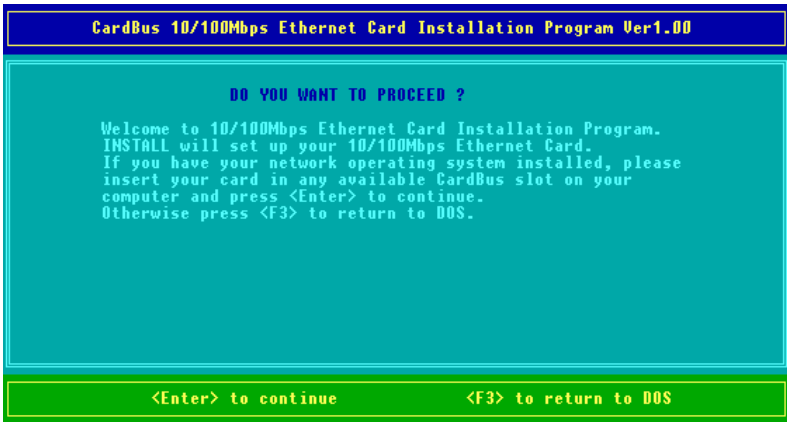 CardBus 10/100Mbps Ethernet Card Installation Program Ver1.00
DO YOU WANT TO PROCEED ?
Welcome to 10/100Mbps Ethernet Card Installation Program.
INSTALL will set up your 10/100Mbps Ethernet Card.
If you have your network operating system installed, please
insert your card in any available CardBus slot on your
computer and press <Enter> to continue.
Otherwise press <F3> to return to DOS.
<Enter> to continue <F3> to return to DOS